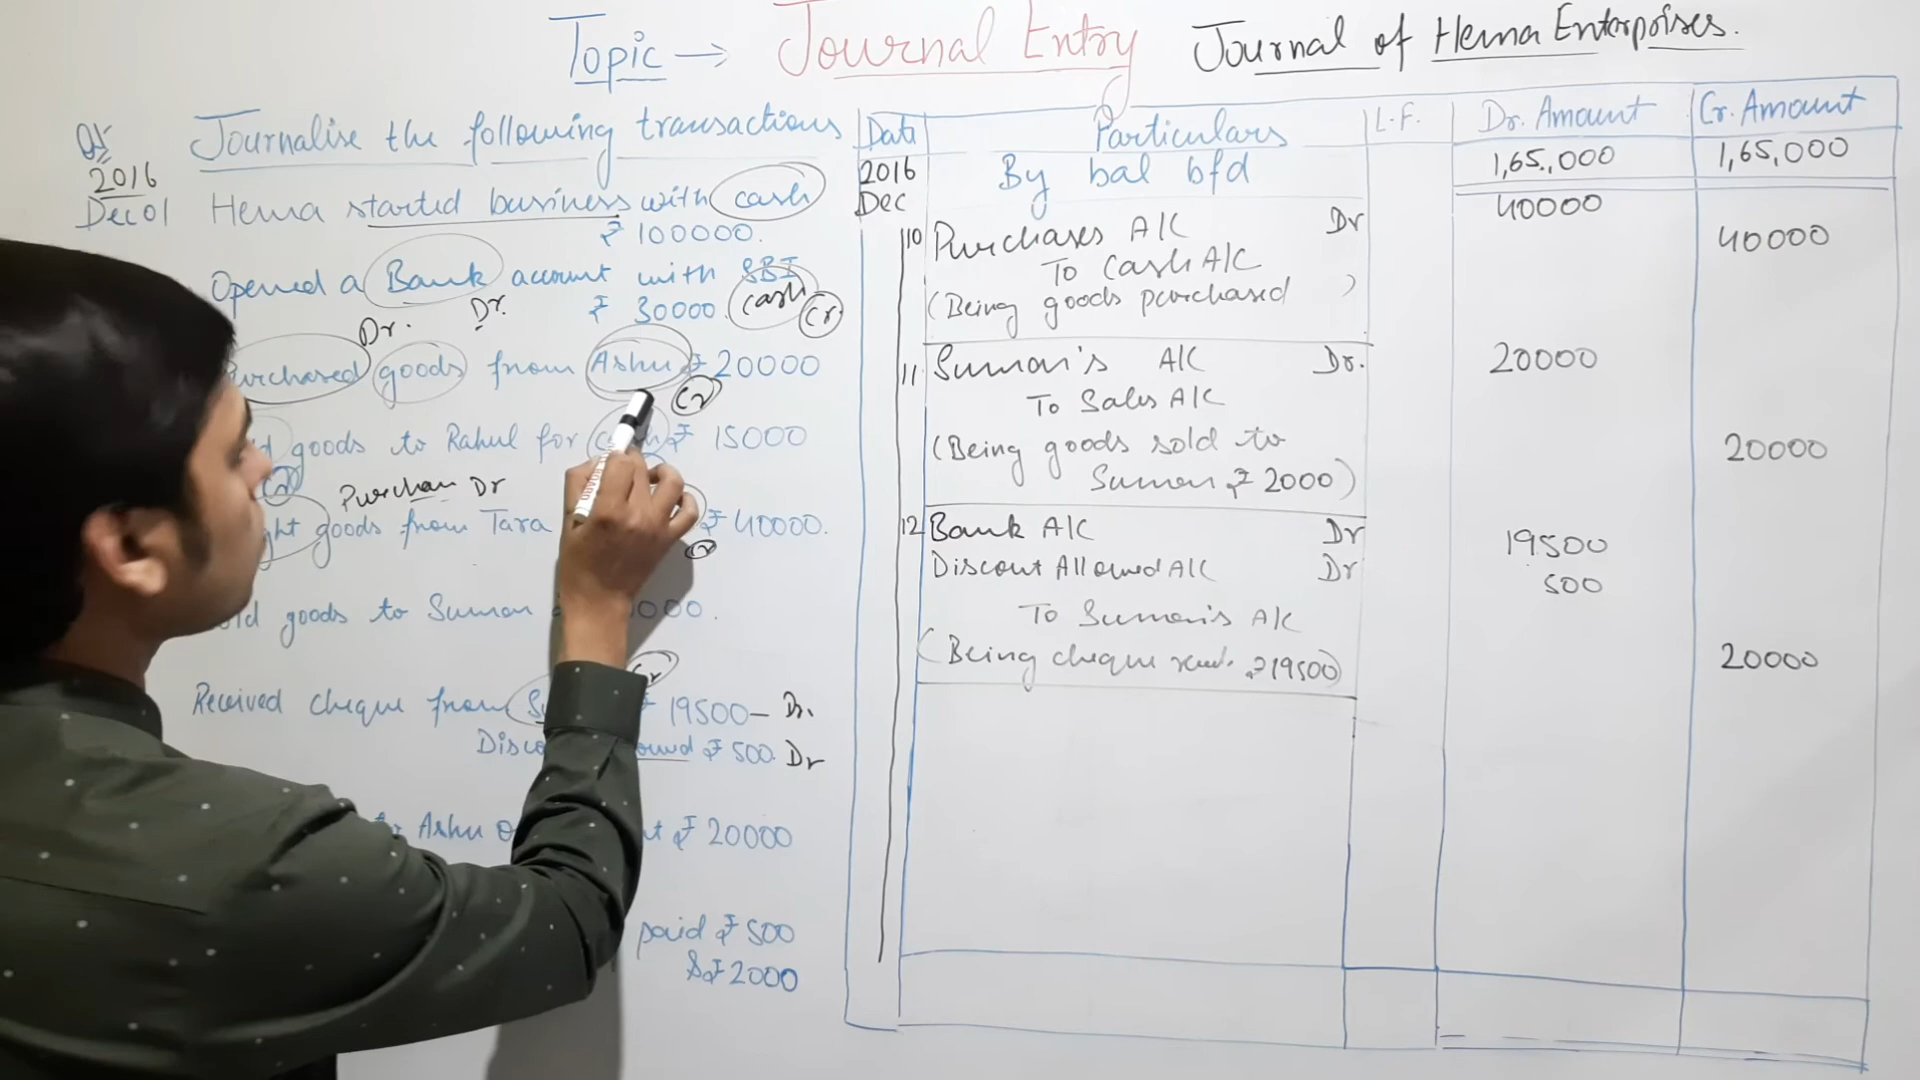 Topic → Journal Entry
Journal of Hema Enterprises.
Q1 Journalise the following transactions
2016
Dec 01 Hema started business with cash
₹ 100000.
Opened a Bank account with SBI
₹ 30000. cash Cr
Dr. Dr.
Purchased goods from Ashu ₹ 20000
Cr
goods to Rahul for ₹ 15000
Cr
Purchase Dr
goods from Tara ₹ 40000.
Cr
goods to Suman
Received cheque from ₹ 19500 – Dr.
₹ 500. Dr
Ashu ₹ 20000
paid ₹ 500
& ₹ 2000
Date Particulars L.F. Dr. Amount Cr. Amount
2016 By bal bfd 1,65,000 1,65,000
Dec
10 Purchases A/C Dr 40000
To Cash A/C 40000
(Being goods purchased )
11 Suman's A/C Dr. 20000
To Sales A/C
(Being goods sold to 20000
Suman ₹ 2000)
12 Bank A/C Dr 19500
Discount Allowed A/C Dr 500
To Suman's A/C
(Being cheque recd. ₹ 19500) 20000